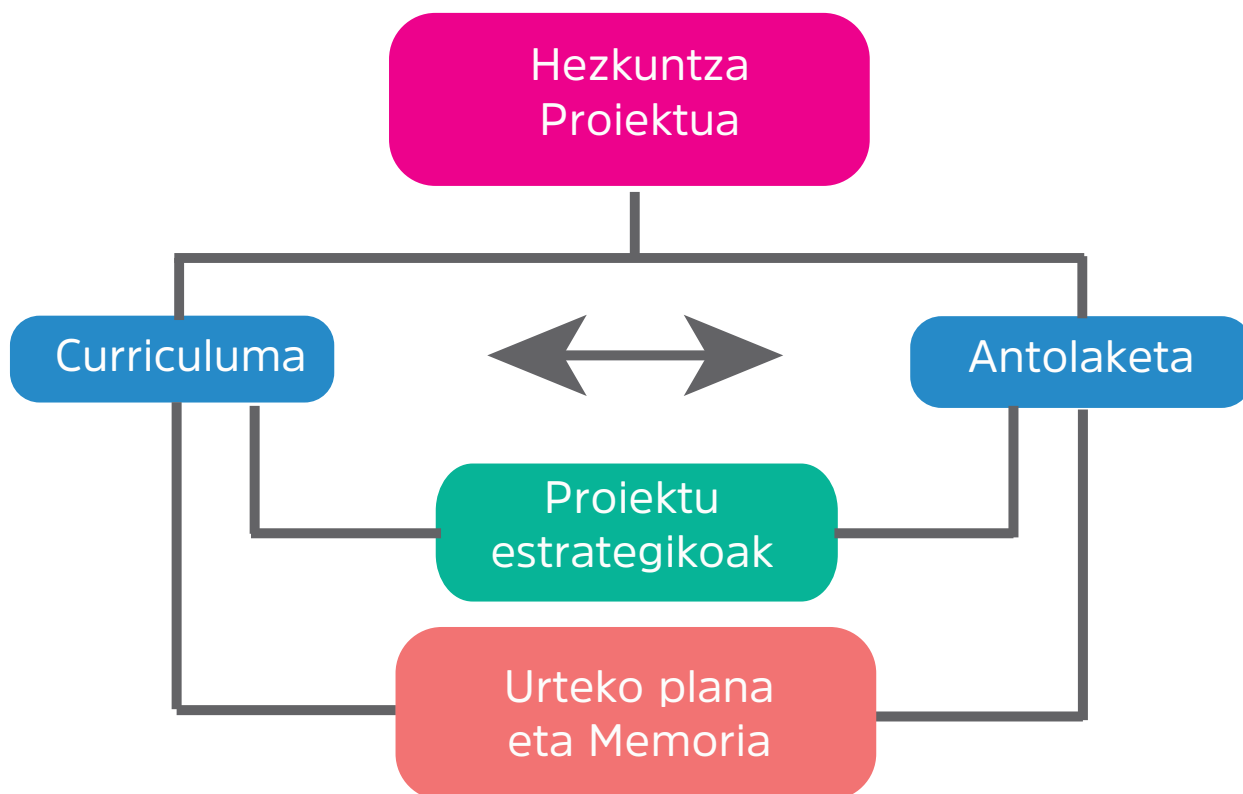 Hezkuntza
Proiektua
Curriculuma
Antolaketa
Proiektu
estrategikoak
Urteko plana
eta Memoria